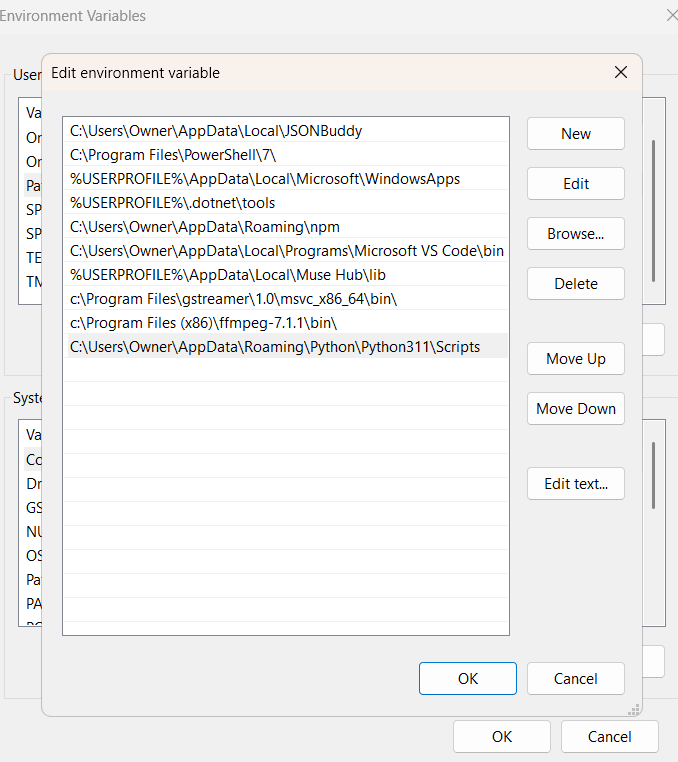 Environment Variables
Edit environment variable
User
Va
C:\Users\Owner\AppData\Local\JSONBuddy
New
On
C:\Program Files\PowerShell\7\
On
%USERPROFILE%\AppData\Local\Microsoft\WindowsApps
Edit
Pa
%USERPROFILE%\.dotnet\tools
SP
C:\Users\Owner\AppData\Roaming\npm
Browse...
SP
C:\Users\Owner\AppData\Local\Programs\Microsoft VS Code\bin
TE
%USERPROFILE%\AppData\Local\Muse Hub\lib
Delete
TM
c:\Program Files\gstreamer\1.0\msvc_x86_64\bin\
c:\Program Files (x86)\ffmpeg-7.1.1\bin\
C:\Users\Owner\AppData\Roaming\Python\Python311\Scripts
Move Up
Syste
Move Down
Va
Co
Dr
Edit text...
GS
NU
OS
Pa
PA
OK
Cancel
OK
Cancel